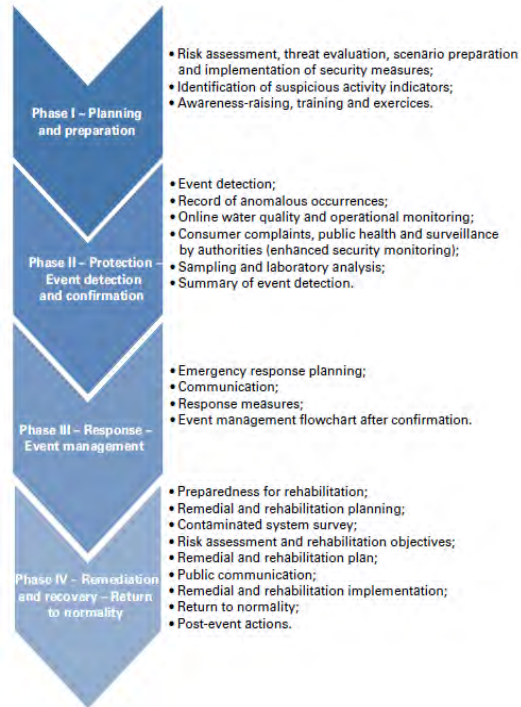 Phase I – Planning
and preparation
• Risk assessment, threat evaluation, scenario preparation
and implementation of security measures;
• Identification of suspicious activity indicators;
• Awareness-raising, training and exercices.
Phase II – Protection –
Event detection
and confirmation
• Event detection;
• Record of anomalous occurrences;
• Online water quality and operational monitoring;
• Consumer complaints, public health and surveillance
by authorities (enhanced security monitoring);
• Sampling and laboratory analysis;
• Summary of event detection.
Phase III – Response –
Event management
• Emergency response planning;
• Communication;
• Response measures;
• Event management flowchart after confirmation.
Phase IV – Remediation
and recovery – Return
to normality
• Preparedness for rehabilitation;
• Remedial and rehabilitation planning;
• Contaminated system survey;
• Risk assessment and rehabilitation objectives;
• Remedial and rehabilitation plan;
• Public communication;
• Remedial and rehabilitation implementation;
• Return to normality;
• Post-event actions.